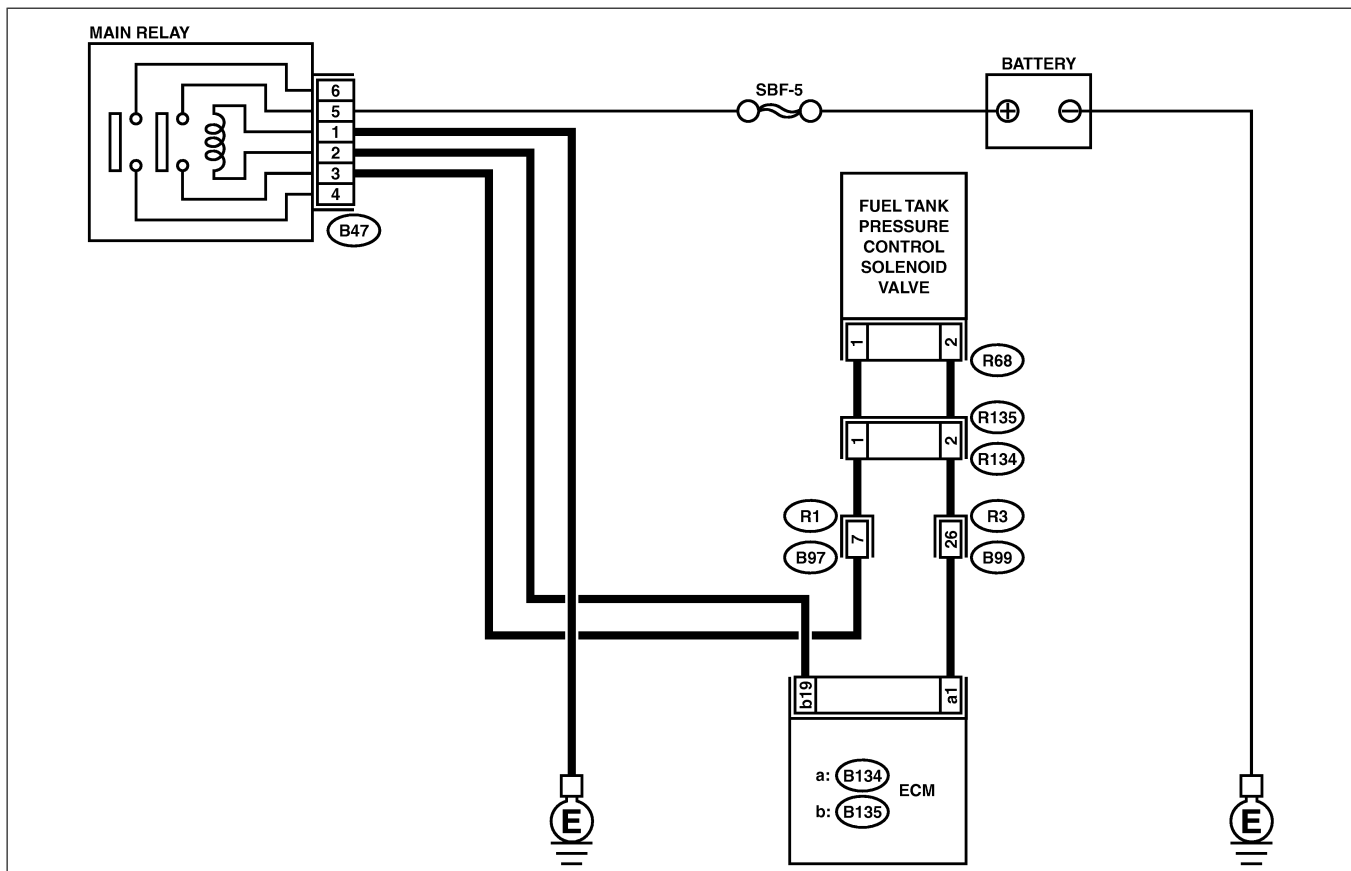 MAIN RELAY
6
5
1
2
3
4
B47
SBF-5
BATTERY
FUEL TANK
PRESSURE
CONTROL
SOLENOID
VALVE
1
2
R68
R135
1
2
R134
R1
7
B97
R3
26
B99
b19
a1
a: B134
b: B135
ECM
E
E